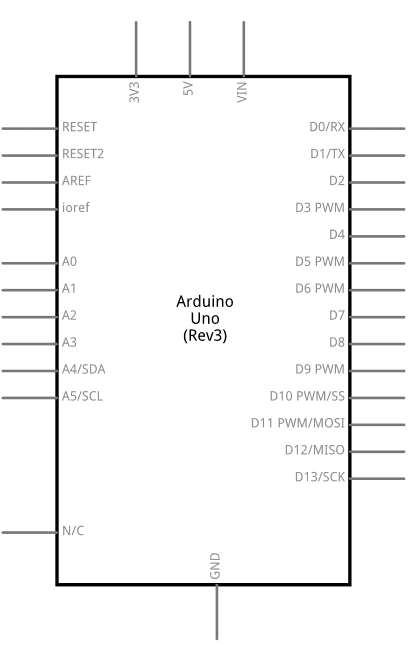 3V3
5V
VIN
RESET
RESET2
AREF
ioref
A0
A1
A2
A3
A4/SDA
A5/SCL
N/C
Arduino
Uno
(Rev3)
D0/RX
D1/TX
D2
D3 PWM
D4
D5 PWM
D6 PWM
D7
D8
D9 PWM
D10 PWM/SS
D11 PWM/MOSI
D12/MISO
D13/SCK
GND